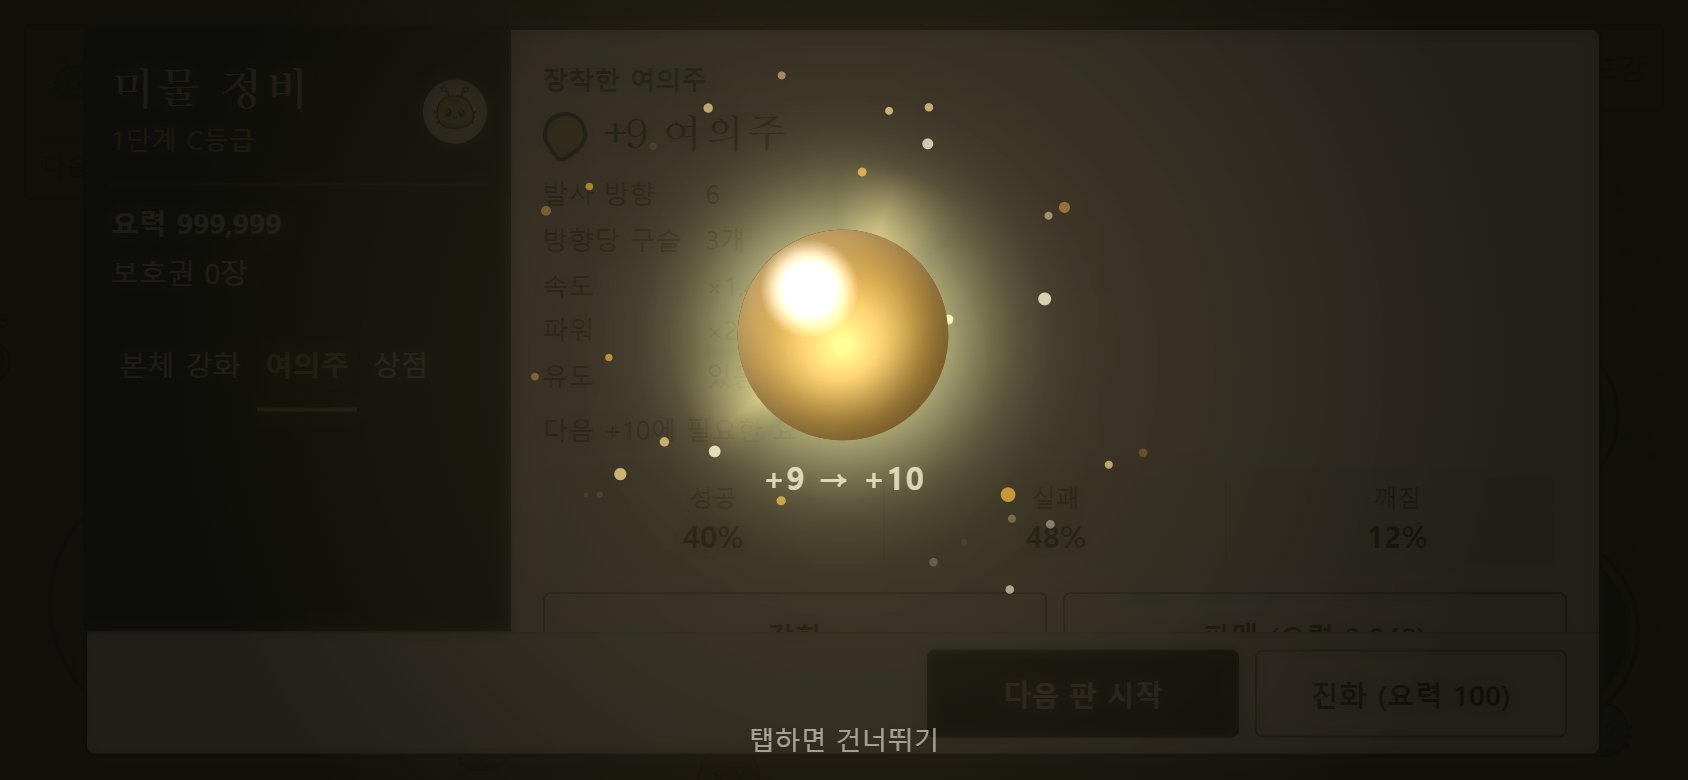 미물 정비
1단계 C등급
요력 999,999
보호권 0장
본체 강화 여의주 상점
장착한 여의주
+9 여의주
발사 방향 6
방향당 구슬 3개
속도
파워
유도
다음 +10에 필요한
+9 → +10
성공 실패 깨짐
40% 48% 12%
다음 판 시작 진화 (요력 100)
탭하면 건너뛰기